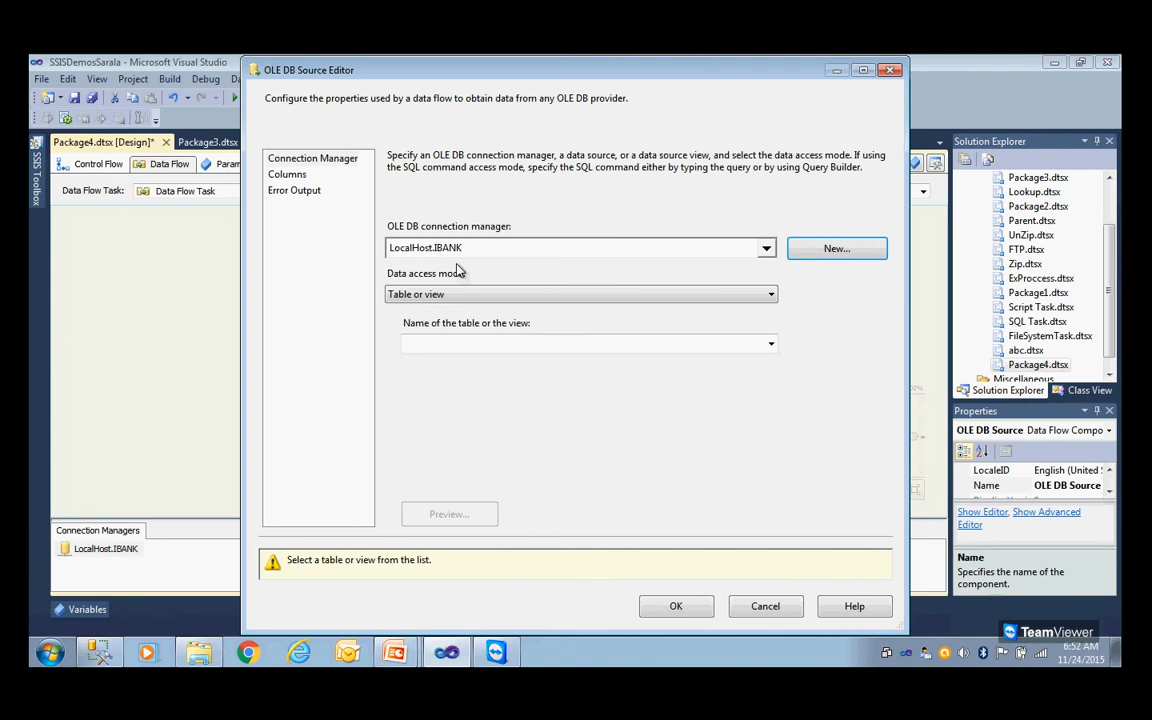 SSISDemosSarala - Microsoft Visual Studio
File Edit View Project Build Debug Da
Package4.dtsx [Design]* Package3.dtsx
Control Flow Data Flow Param
Data Flow Task: Data Flow Task
SSIS Toolbox
Connection Managers
LocalHost.IBANK
Variables
OLE DB Source Editor
Configure the properties used by a data flow to obtain data from any OLE DB provider.
Connection Manager
Columns
Error Output
Specify an OLE DB connection manager, a data source, or a data source view, and select the data access mode. If using
the SQL command access mode, specify the SQL command either by typing the query or by using Query Builder.
OLE DB connection manager:
LocalHost.IBANK New...
Data access mode
Table or view
Name of the table or the view:
Preview...
Select a table or view from the list.
OK Cancel Help
Solution Explorer
Package3.dtsx
Lookup.dtsx
Package2.dtsx
Parent.dtsx
UnZip.dtsx
FTP.dtsx
Zip.dtsx
ExProccess.dtsx
Package1.dtsx
Script Task.dtsx
SQL Task.dtsx
FileSystemTask.dtsx
abc.dtsx
Package4.dtsx
Miscellaneous
Solution Explorer Class View
Properties
OLE DB Source Data Flow Compo
LocaleID English (United
Name OLE DB Source
Show Editor, Show Advanced
Editor
Name
Specifies the name of the
component.
TeamViewer
6:52 AM
11/24/2015